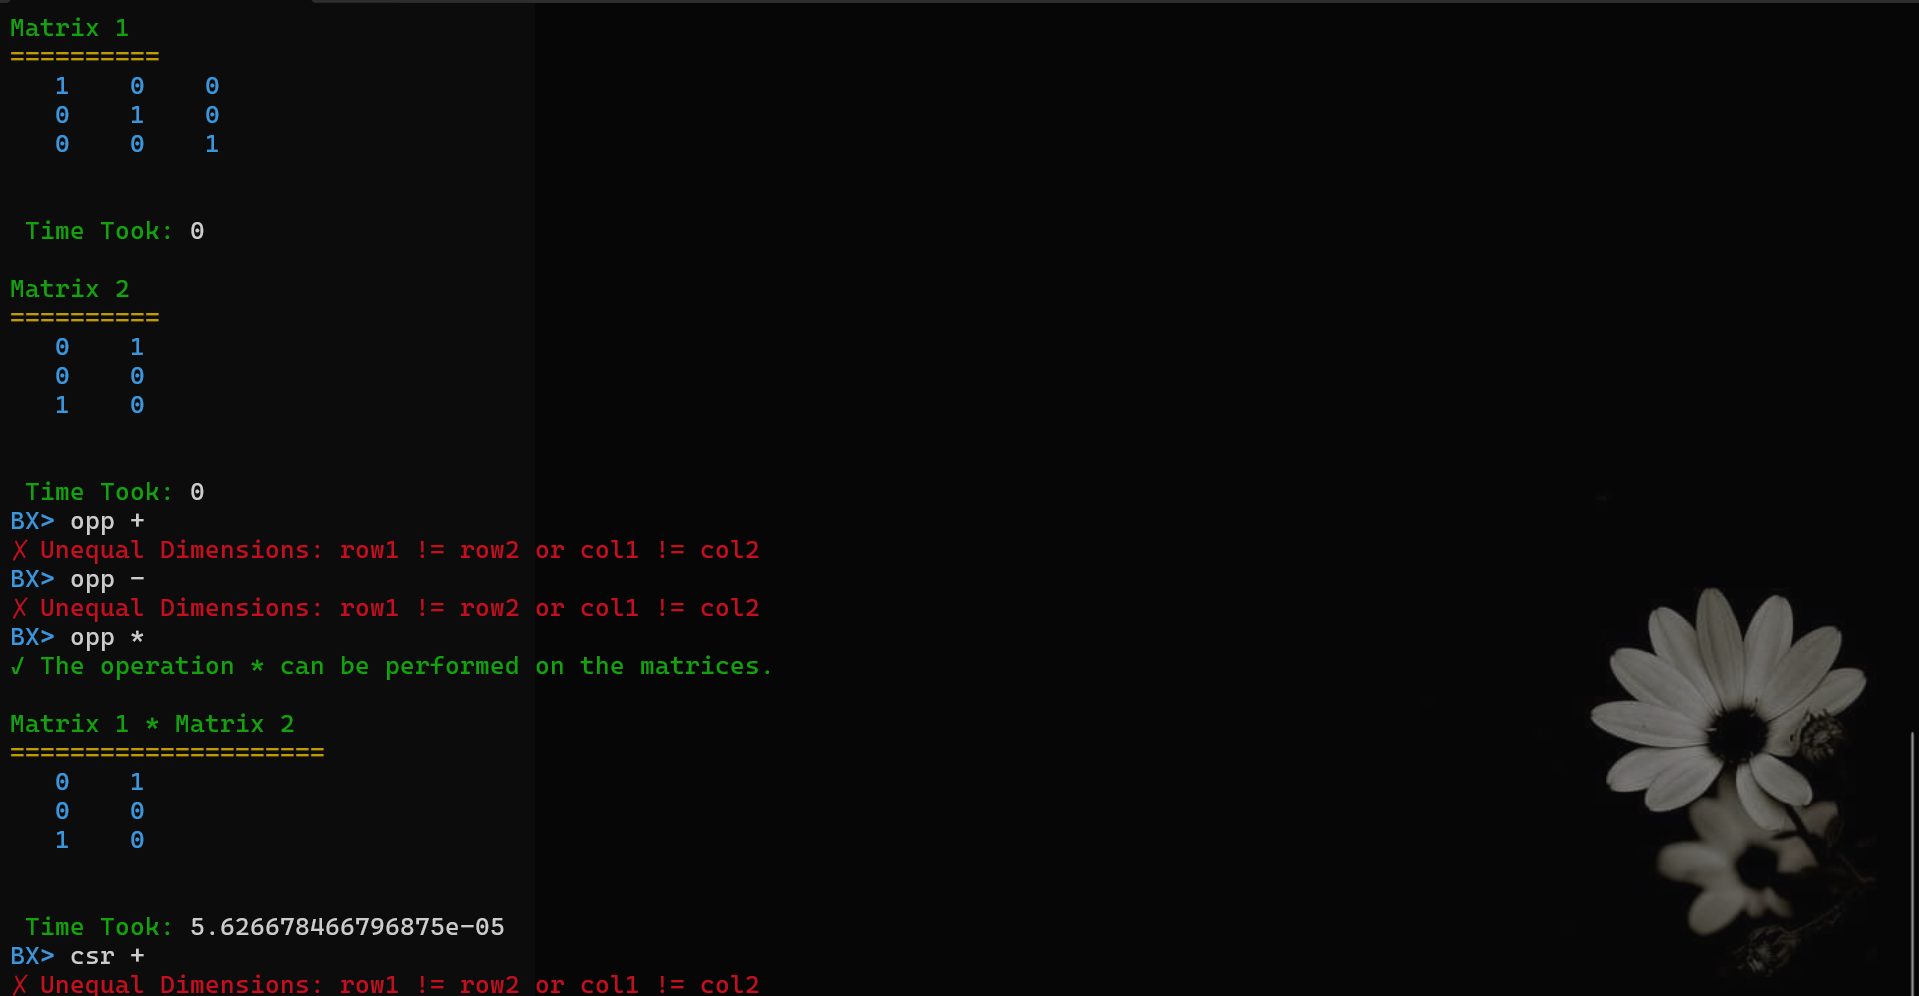 Matrix 1
==========
1 0 0
0 1 0
0 0 1
Time Took: 0
Matrix 2
==========
0 1
0 0
1 0
Time Took: 0
BX> opp +
✗ Unequal Dimensions: row1 != row2 or col1 != col2
BX> opp -
✗ Unequal Dimensions: row1 != row2 or col1 != col2
BX> opp *
✓ The operation * can be performed on the matrices.
Matrix 1 * Matrix 2
=====================
0 1
0 0
1 0
Time Took: 5.626678466796875e-05
BX> csr +
✗ Unequal Dimensions: row1 != row2 or col1 != col2